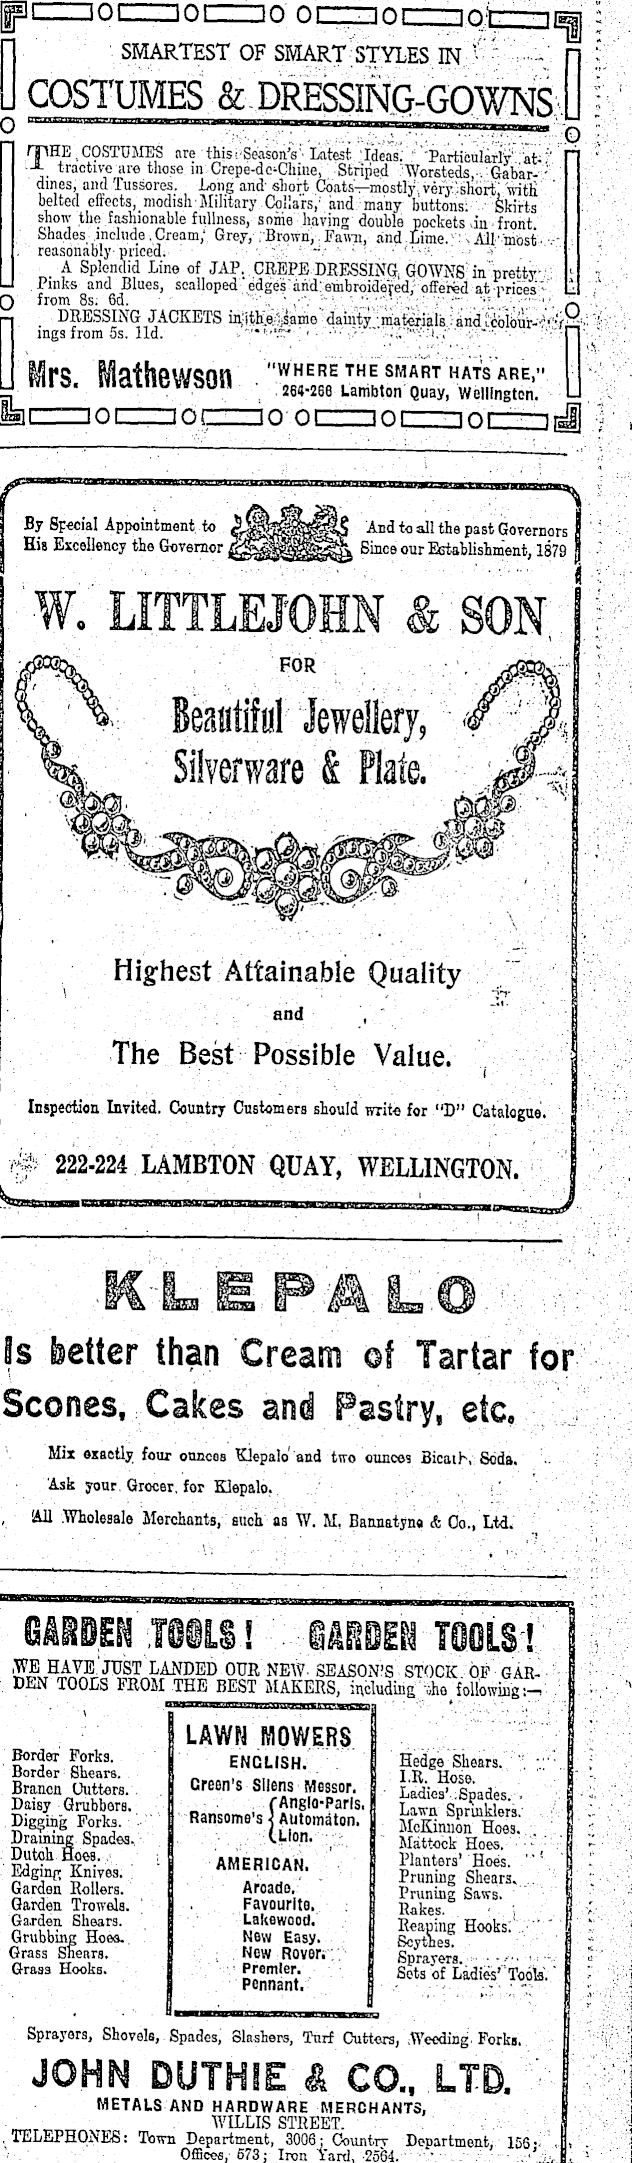 SMARTEST OF SMART STYLES IN
COSTUMES & DRESSING-GOWNS
THE COSTUMES are this Season's Latest Ideas. Particularly at-
tractive are those in Crepe-de-Chine, Striped Worsteds, Gabar-
dines, and Tussores. Long and short Coats—mostly very short, with
belted effects, modish Military Collars, and many buttons. Skirts
show the fashionable fullness, some having double pockets in front.
Shades include Cream, Grey, Brown, Fawn, and Lime. All most
reasonably priced.
A Splendid Line of JAP. CREPE DRESSING GOWNS in pretty
Pinks and Blues, scalloped edges and embroidered, offered at prices
from 8s. 6d.
DRESSING JACKETS in the same dainty materials and colour-
ings from 5s. 11d.
Mrs. Mathewson
"WHERE THE SMART HATS ARE,"
264-266 Lambton Quay, Wellington.
By Special Appointment to
His Excellency the Governor
And to all the past Governors
Since our Establishment, 1879
W. LITTLEJOHN & SON
FOR
Beautiful Jewellery,
Silverware & Plate.
Highest Attainable Quality
and
The Best Possible Value.
Inspection Invited. Country Customers should write for "D" Catalogue.
222-224 LAMBTON QUAY, WELLINGTON.
KLEPALO
Is better than Cream of Tartar for
Scones, Cakes and Pastry, etc.
Mix exactly four ounces Klepalo and two ounces Bicarb. Soda.
Ask your Grocer for Klepalo.
All Wholesale Merchants, such as W. M. Bannatyne & Co., Ltd.
GARDEN TOOLS! GARDEN TOOLS!
WE HAVE JUST LANDED OUR NEW SEASON'S STOCK OF GAR-
DEN TOOLS FROM THE BEST MAKERS, including the following:—
Border Forks.
Border Shears.
Branch Cutters.
Daisy Grubbers.
Digging Forks.
Draining Spades.
Dutch Hoes.
Edging Knives.
Garden Rollers.
Garden Trowels.
Garden Shears.
Grubbing Hoes.
Grass Shears.
Grass Hooks.
LAWN MOWERS
ENGLISH.
Green's Silens Messor.
Ransome's { Anglo-Paris.
Automaton.
Lion.
AMERICAN.
Arcade.
Favourite.
Lakewood.
New Easy.
New Rover.
Premier.
Pennant.
Hedge Shears.
I.R. Hose.
Ladies' Spades.
Lawn Sprinklers.
McKinnon Hoes.
Mattock Hoes.
Planters' Hoes.
Pruning Shears.
Pruning Saws.
Rakes.
Reaping Hooks.
Scythes.
Sprayers.
Sets of Ladies' Tools.
Sprayers, Shovels, Spades, Slashers, Turf Cutters, Weeding Forks.
JOHN DUTHIE & CO., LTD.
METALS AND HARDWARE MERCHANTS,
WILLIS STREET.
TELEPHONES: Town Department, 3006; Country Department, 156;
Offices, 573; Iron Yard, 2564.